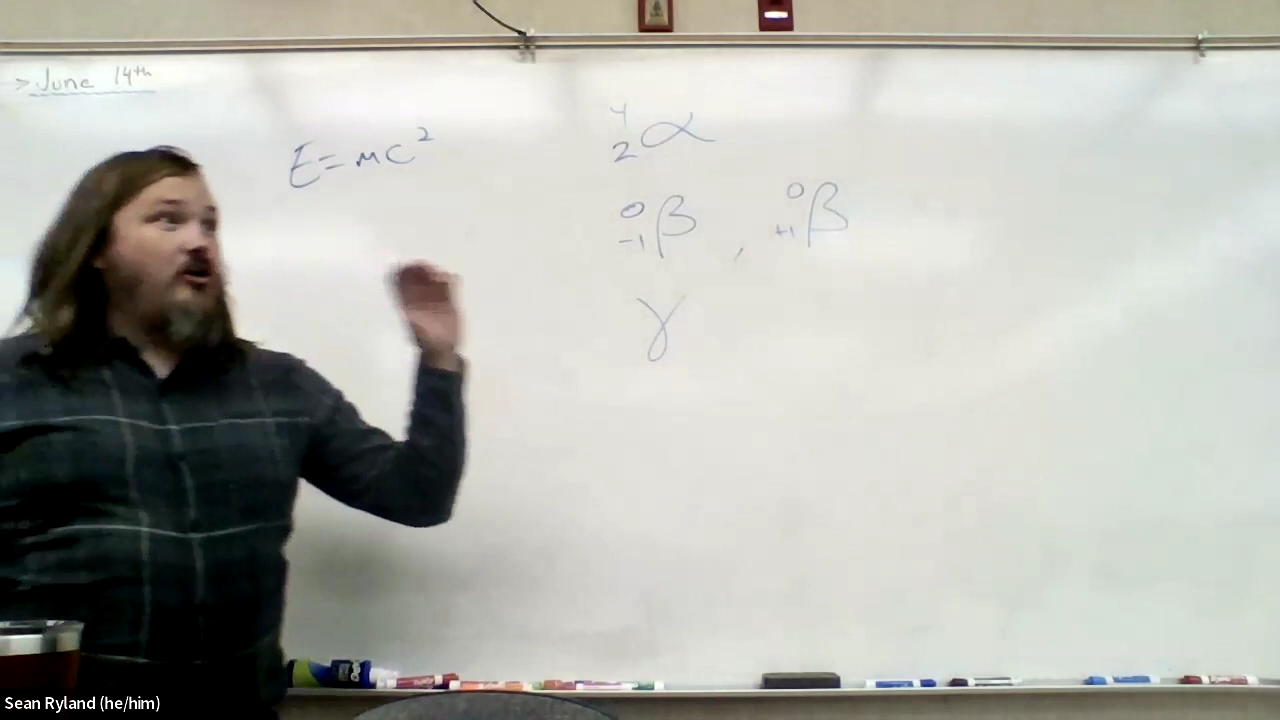 > June 14th
E=mc²
⁴₂α
⁰₋₁β , ⁰₊₁β
γ
Sean Ryland (he/him)